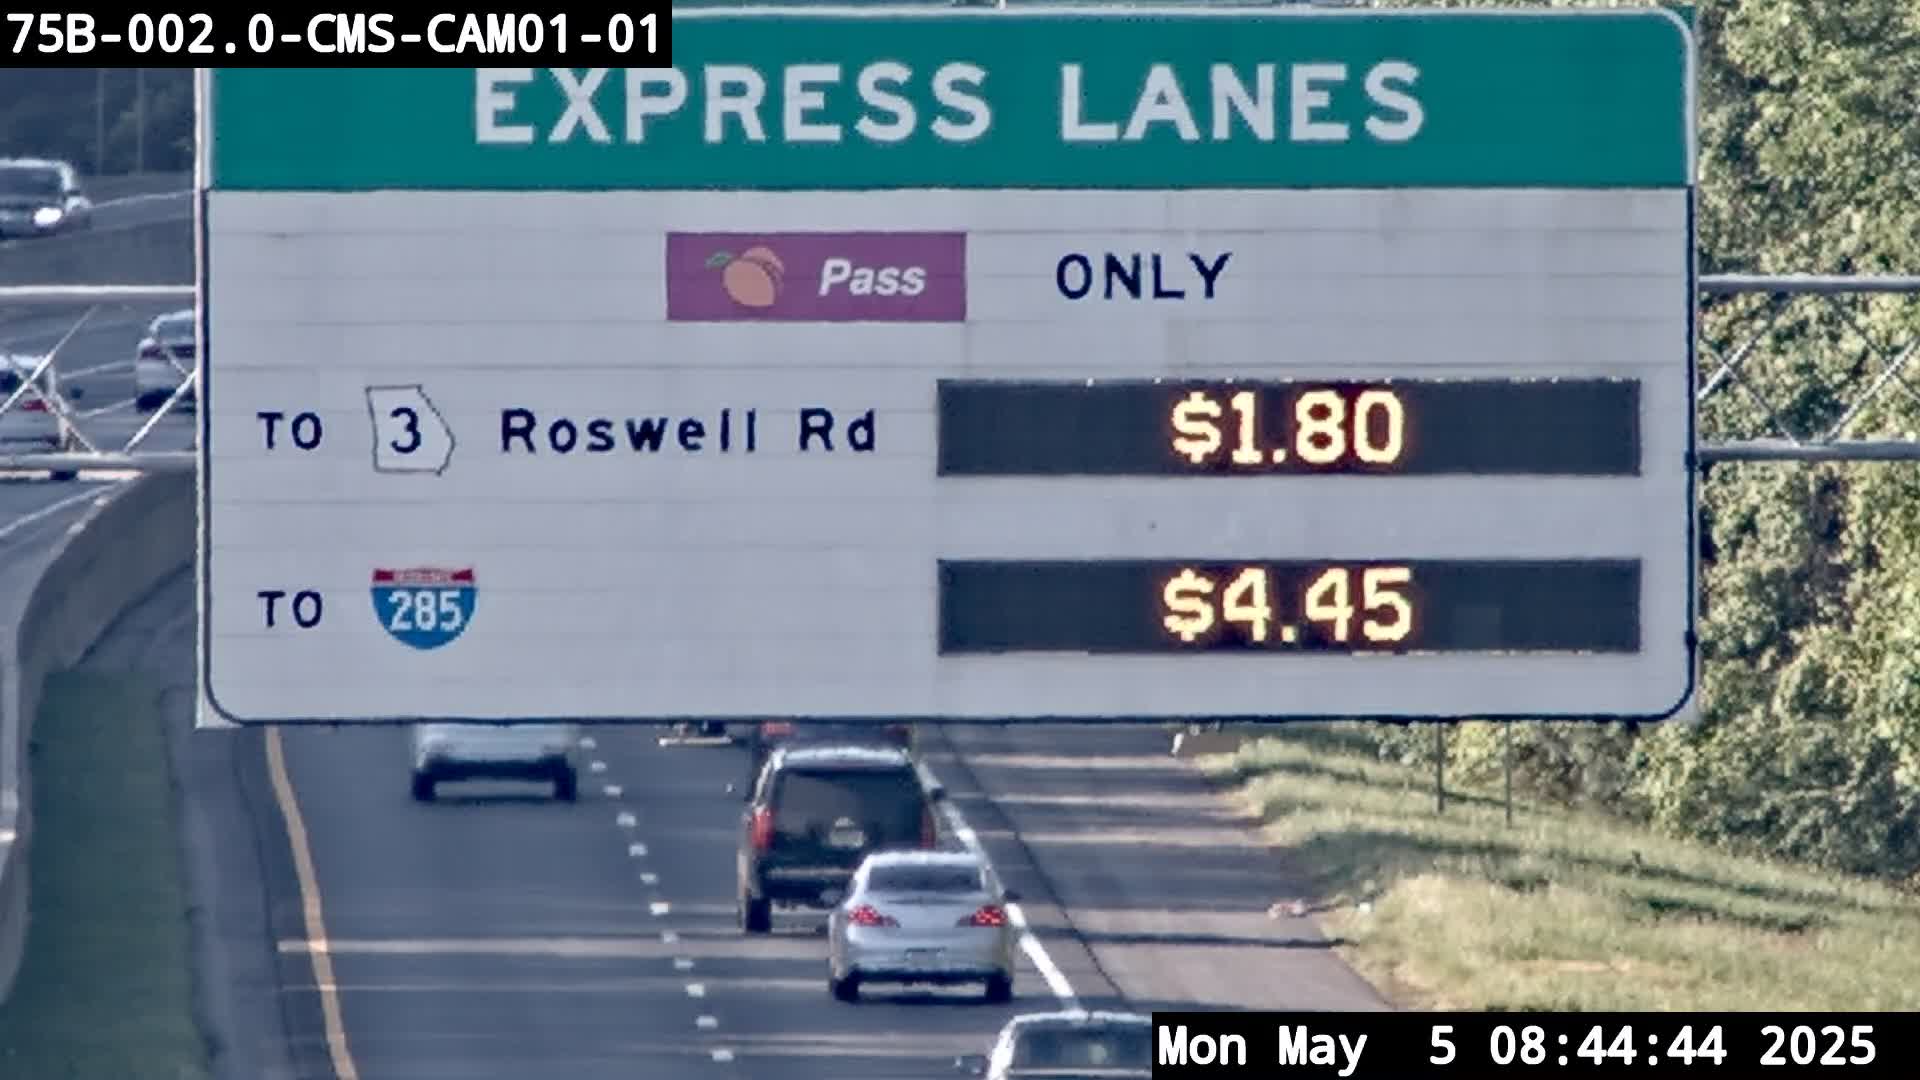 75B-002.0-CMS-CAM01-01
EXPRESS LANES
Pass ONLY
TO 3 Roswell Rd $1.80
TO 285 $4.45
Mon May 5 08:44:44 2025